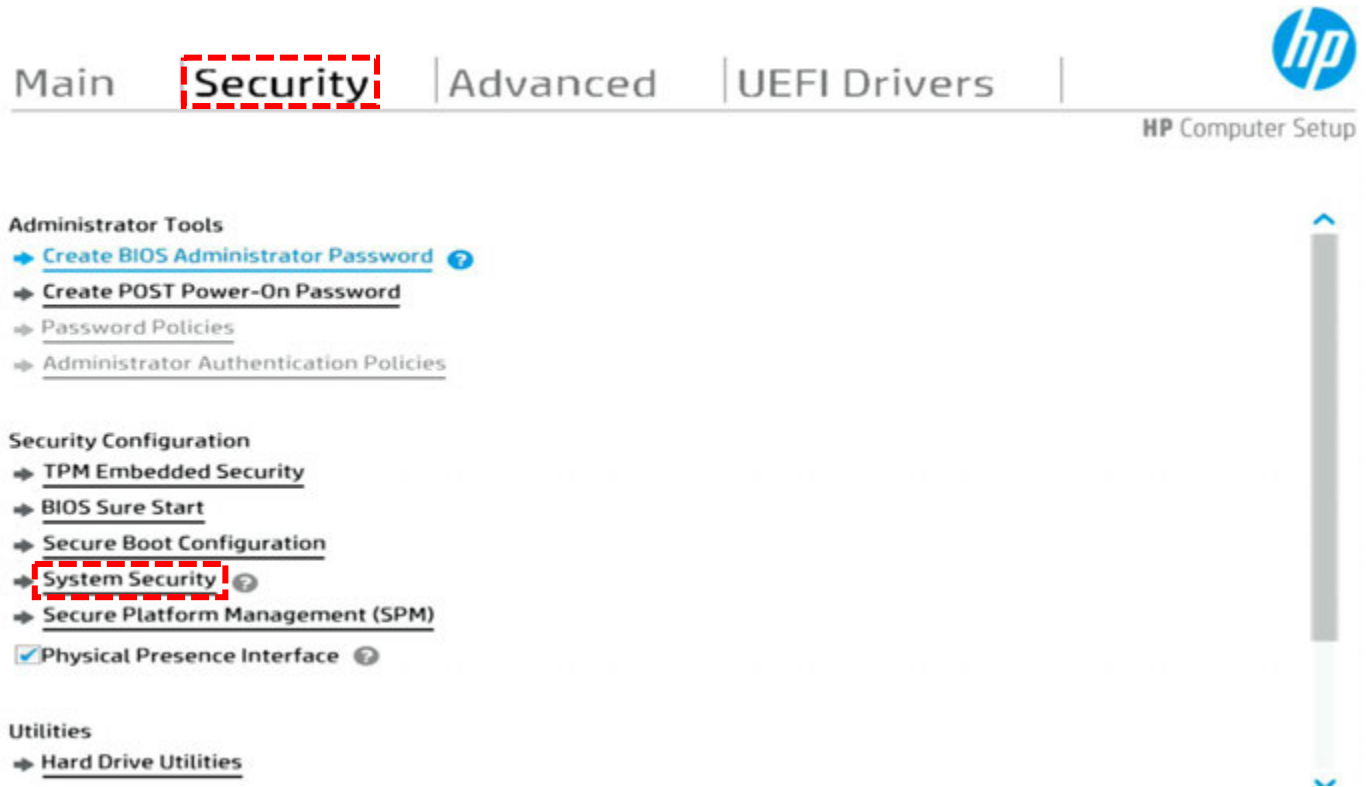 hp
Main Security Advanced UEFI Drivers
HP Computer Setup
Administrator Tools
Create BIOS Administrator Password ?
Create POST Power-On Password
Password Policies
Administrator Authentication Policies
Security Configuration
TPM Embedded Security
BIOS Sure Start
Secure Boot Configuration
System Security ?
Secure Platform Management (SPM)
Physical Presence Interface ?
Utilities
Hard Drive Utilities